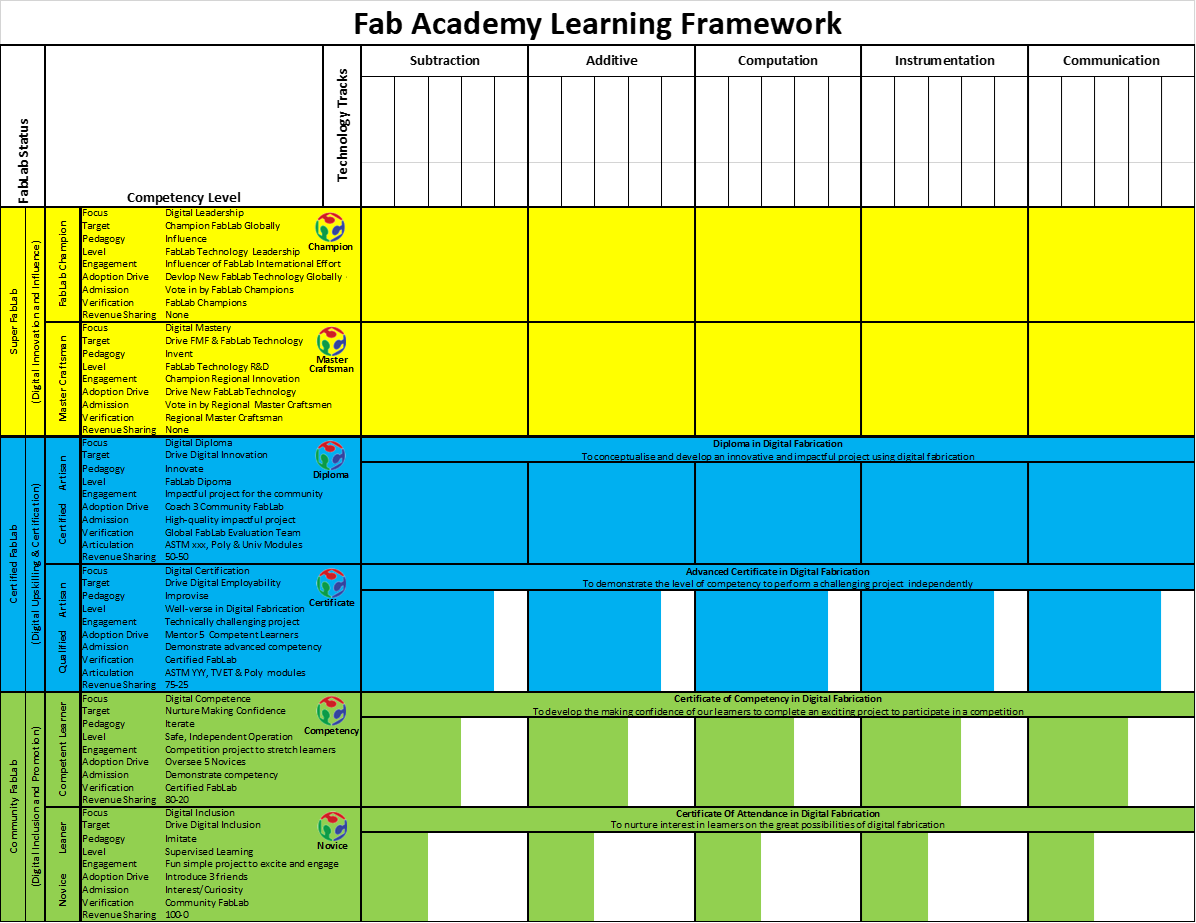 Fab Academy Learning Framework
FabLab Status
Competency Level
Technology Tracks
Subtraction
Additive
Computation
Instrumentation
Communication
Super FabLab
(Digital Innovation and Influence)
FabLab Champion
Focus Digital Leadership
Target Champion FabLab Globally
Pedagogy Influence
Level FabLab Technology Leadership
Engagement Influencer of FabLab International Effort
Adoption Drive Devlop New FabLab Technology Globally
Admission Vote in by FabLab Champions
Verification FabLab Champions
Revenue Sharing None
Champion
Master Craftsman
Focus Digital Mastery
Target Drive FMF & FabLab Technology
Pedagogy Invent
Level FabLab Technology R&D
Engagement Champion Regional Innovation
Adoption Drive Drive New FabLab Technology
Admission Vote in by Regional Master Craftsmen
Verification Regional Master Craftsman
Revenue Sharing None
Master
Craftsman
Certified FabLab
(Digital Upskilling & Certification)
Certified Artisan
Focus Digital Diploma
Target Drive Digital Innovation
Pedagogy Innovate
Level FabLab Dipoma
Engagement Impactful project for the community
Adoption Drive Coach 3 Community FabLab
Admission High-quality impactful project
Verification Global FabLab Evaluation Team
Articulation ASTM xxx, Poly & Univ Modules
Revenue Sharing 50-50
Diploma
Diploma in Digital Fabrication
To conceptualise and develop an innovative and impactful project using digital fabrication
Qualified Artisan
Focus Digital Certification
Target Drive Digital Employability
Pedagogy Improvise
Level Well-verse in Digital Fabrication
Engagement Technically challenging project
Adoption Drive Mentor 5 Competent Learners
Admission Demonstrate advanced competency
Verification Certified FabLab
Articulation ASTM YYY, TVET & Poly modules
Revenue Sharing 75-25
Certificate
Advanced Certificate in Digital Fabrication
To demonstrate the level of competency to perform a challenging project independently
Community FabLab
(Digital Inclusion and Promotion)
Competent Learner
Focus Digital Competence
Target Nurture Making Confidence
Pedagogy Iterate
Level Safe, Independent Operation
Engagement Competition project to stretch learners
Adoption Drive Oversee 5 Novices
Admission Demonstrate competency
Verification Certified FabLab
Revenue Sharing 80-20
Competency
Certificate of Competency in Digital Fabrication
To develop the making confidence of our learners to complete an exciting project to participate in a competition
Novice Leaner
Focus Digital Inclusion
Target Drive Digital Inclusion
Pedagogy Imitate
Level Supervised Learning
Engagement Fun simple project to excite and engage
Adoption Drive Introduce 3 friends
Admission Interest/Curiosity
Verification Community FabLab
Revenue Sharing 100-0
Novice
Certificate Of Attendance in Digital Fabrication
To nurture interest in learners on the great possibilities of digital fabrication